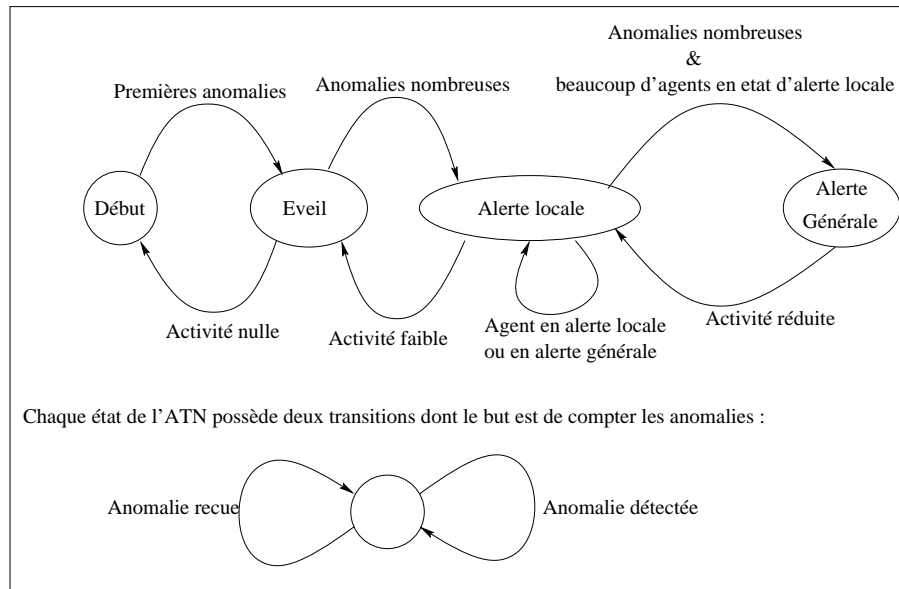 Anomalies nombreuses
&
beaucoup d'agents en etat d'alerte locale
Premières anomalies
Anomalies nombreuses
Début
Eveil
Alerte locale
Alerte
Générale
Activité nulle
Activité faible
Agent en alerte locale
ou en alerte générale
Activité réduite
Chaque état de l'ATN possède deux transitions dont le but est de compter les anomalies :
Anomalie recue
Anomalie détectée